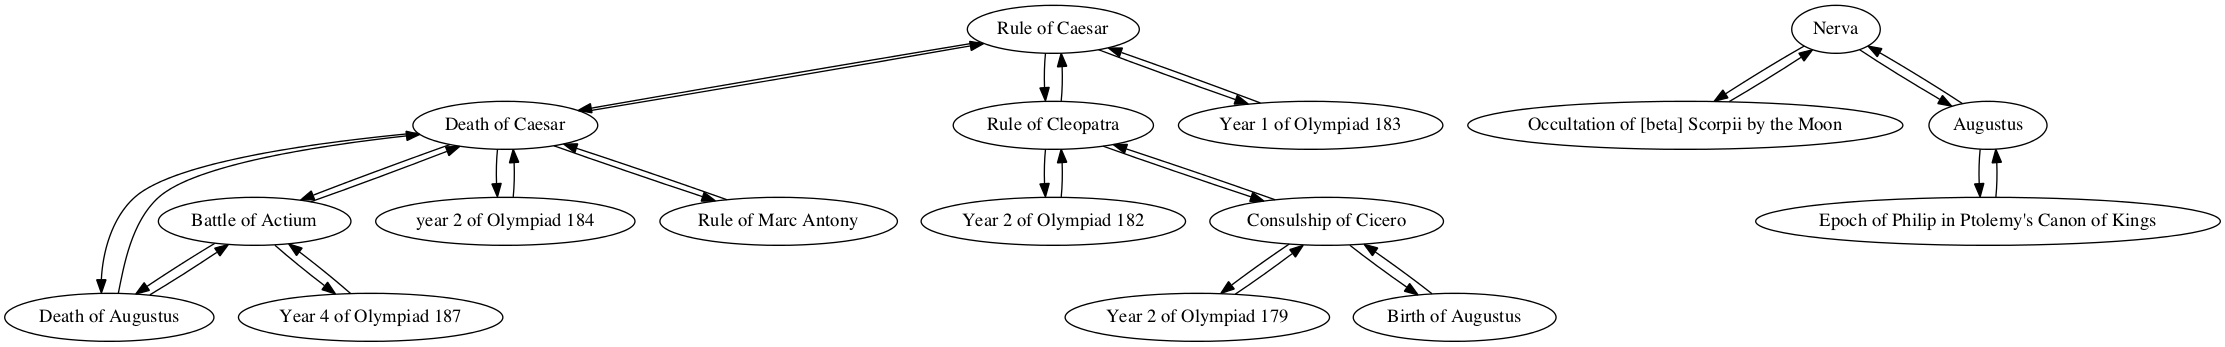 Rule of Caesar
Nerva
Death of Caesar
Rule of Cleopatra
Year 1 of Olympiad 183
Occultation of [beta] Scorpii by the Moon
Augustus
Battle of Actium
year 2 of Olympiad 184
Rule of Marc Antony
Year 2 of Olympiad 182
Consulship of Cicero
Epoch of Philip in Ptolemy's Canon of Kings
Death of Augustus
Year 4 of Olympiad 187
Year 2 of Olympiad 179
Birth of Augustus